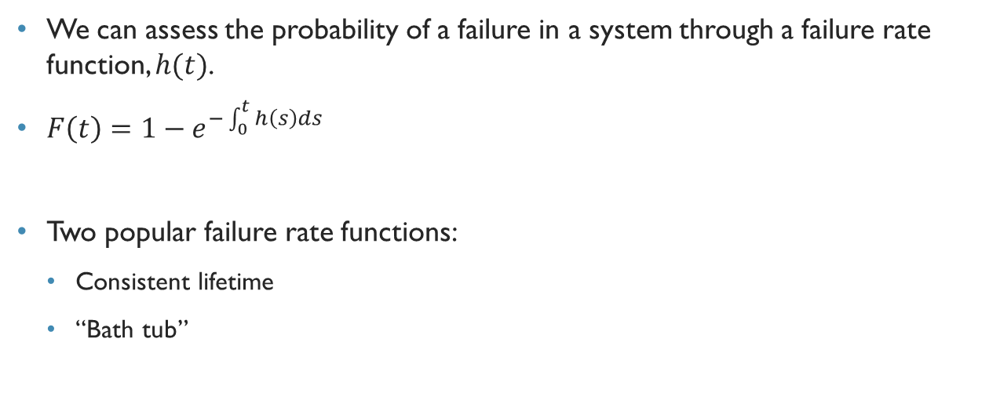 • We can assess the probability of a failure in a system through a failure rate
function, h(t).
• F(t) = 1 − e^{−∫_0^t h(s)ds}
• Two popular failure rate functions:
• Consistent lifetime
• “Bath tub”